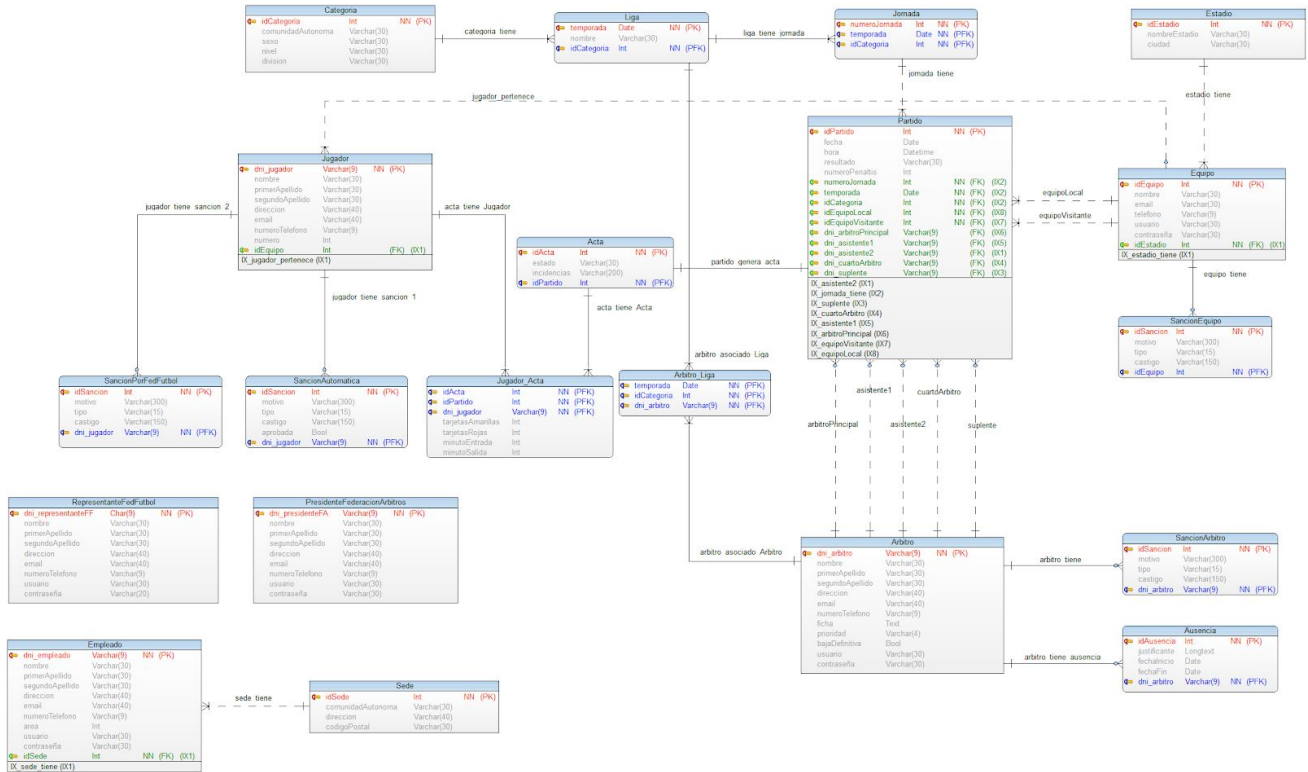 Categoria
idCategoria Int NN (PK)
comunidadAutonoma Varchar(30)
sexo Varchar(30)
nivel Varchar(30)
division Varchar(30)
categoria tiene
Liga
temporada Date NN (PK)
nombre Varchar(30)
idCategoria Int NN (PFK)
liga tiene jornada
Jornada
numeroJornada Int NN (PK)
temporada Date NN (PFK)
idCategoria Int NN (PFK)
Estadio
idEstadio Int NN (PK)
nombreEstadio Varchar(30)
ciudad Varchar(30)
jornada tiene
estadio tiene
jugador_pertenece
Jugador
dni_jugador Varchar(9) NN (PK)
nombre Varchar(30)
primerApellido Varchar(30)
segundoApellido Varchar(30)
direccion Varchar(40)
email Varchar(40)
numeroTelefono Varchar(9)
numero Int
idEquipo Int (FK) (IX1)
IX_jugador_pertenece (IX1)
jugador tiene sancion 2
acta tiene Jugador
jugador tiene sancion 1
Acta
idActa Int NN (PK)
estado Varchar(30)
incidencias Varchar(200)
idPartido Int NN (PFK)
partido genera acta
acta tiene Acta
Partido
idPartido Int NN (PK)
fecha Date
hora Datetime
resultado Varchar(30)
numeroPenaltis Int
numeroJornada Int NN (FK) (IX2)
temporada Date NN (FK) (IX2)
idCategoria Int NN (FK) (IX2)
idEquipoLocal Int NN (FK) (IX8)
idEquipoVisitante Int NN (FK) (IX7)
dni_arbitroPrincipal Varchar(9) (FK) (IX6)
dni_asistente1 Varchar(9) (FK) (IX5)
dni_asistente2 Varchar(9) (FK) (IX1)
dni_cuartoArbitro Varchar(9) (FK) (IX4)
dni_suplente Varchar(9) (FK) (IX3)
IX_asistente2 (IX1)
IX_jornada_tiene (IX2)
IX_suplente (IX3)
IX_cuartoArbitro (IX4)
IX_asistente1 (IX5)
IX_arbitroPrincipal (IX6)
IX_equipoVisitante (IX7)
IX_equipoLocal (IX8)
equipoLocal
equipoVisitante
Equipo
idEquipo Int NN (PK)
nombre Varchar(30)
email Varchar(30)
telefono Varchar(9)
usuario Varchar(30)
contraseña Varchar(30)
idEstadio Int NN (FK) (IX1)
IX_estadio_tiene (IX1)
equipo tiene
SancionEquipo
idSancion Int NN (PK)
motivo Varchar(300)
tipo Varchar(15)
castigo Varchar(150)
idEquipo Int NN (PFK)
arbitro asociado Liga
SancionPorFedFutbol
idSancion Int NN (PK)
motivo Varchar(300)
tipo Varchar(15)
castigo Varchar(150)
dni_jugador Varchar(9) NN (PFK)
SancionAutomatica
idSancion Int NN (PK)
motivo Varchar(300)
tipo Varchar(15)
castigo Varchar(150)
aprobada Bool
dni_jugador Varchar(9) NN (PFK)
Jugador_Acta
idActa Int NN (PFK)
idPartido Int NN (PFK)
dni_jugador Varchar(9) NN (PFK)
tarjetasAmarillas Int
tarjetasRojas Int
minutoEntrada Int
minutoSalida Int
Arbitro_Liga
temporada Date NN (PFK)
idCategoria Int NN (PFK)
dni_arbitro Varchar(9) NN (PFK)
asistente1
cuartoArbitro
arbitroPrincipal
asistente2
suplente
RepresentanteFedFutbol
dni_representanteFF Char(9) NN (PK)
nombre Varchar(30)
primerApellido Varchar(30)
segundoApellido Varchar(30)
direccion Varchar(40)
email Varchar(40)
numeroTelefono Varchar(9)
usuario Varchar(30)
contraseña Varchar(20)
PresidenteFederacionArbitros
dni_presidenteFA Varchar(9) NN (PK)
nombre Varchar(30)
primerApellido Varchar(30)
segundoApellido Varchar(30)
direccion Varchar(40)
email Varchar(40)
numeroTelefono Varchar(9)
usuario Varchar(30)
contraseña Varchar(30)
arbitro asociado Arbitro
Arbitro
dni_arbitro Varchar(9) NN (PK)
nombre Varchar(30)
primerApellido Varchar(30)
segundoApellido Varchar(30)
direccion Varchar(40)
email Varchar(40)
numeroTelefono Varchar(9)
ficha Text
prioridad Varchar(4)
bajaDefinitiva Bool
usuario Varchar(30)
contraseña Varchar(30)
arbitro tiene
SancionArbitro
idSancion Int NN (PK)
motivo Varchar(300)
tipo Varchar(15)
castigo Varchar(150)
dni_arbitro Varchar(9) NN (PFK)
arbitro tiene ausencia
Ausencia
idAusencia Int NN (PK)
justificante Longtext
fechaInicio Date
fechaFin Date
dni_arbitro Varchar(9) NN (PFK)
Empleado
dni_empleado Varchar(9) NN (PK)
nombre Varchar(30)
primerApellido Varchar(30)
segundoApellido Varchar(30)
direccion Varchar(40)
email Varchar(40)
numeroTelefono Varchar(9)
area Int
usuario Varchar(30)
contraseña Varchar(30)
idSede Int NN (FK) (IX1)
IX_sede_tiene (IX1)
sede tiene
Sede
idSede Int NN (PK)
comunidadAutonoma Varchar(30)
direccion Varchar(40)
codigoPostal Varchar(30)